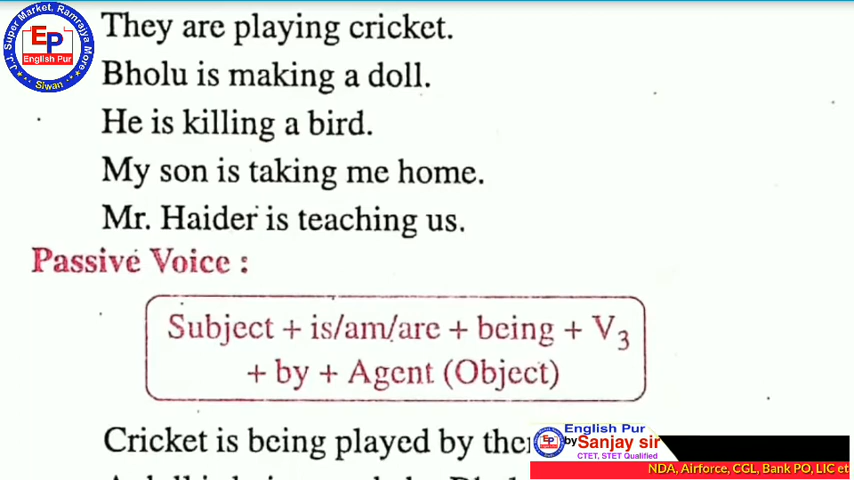 J. J. Super Market, Ramrajya More
EP
English Pur
Siwan
They are playing cricket.
Bholu is making a doll.
He is killing a bird.
My son is taking me home.
Mr. Haider is teaching us.
Passive Voice :
Subject + is/am/are + being + V3
+ by + Agent (Object)
Cricket is being played by
English Pur
by Sanjay sir
CTET, STET Qualified
NDA, Airforce, CGL, Bank PO, LIC et